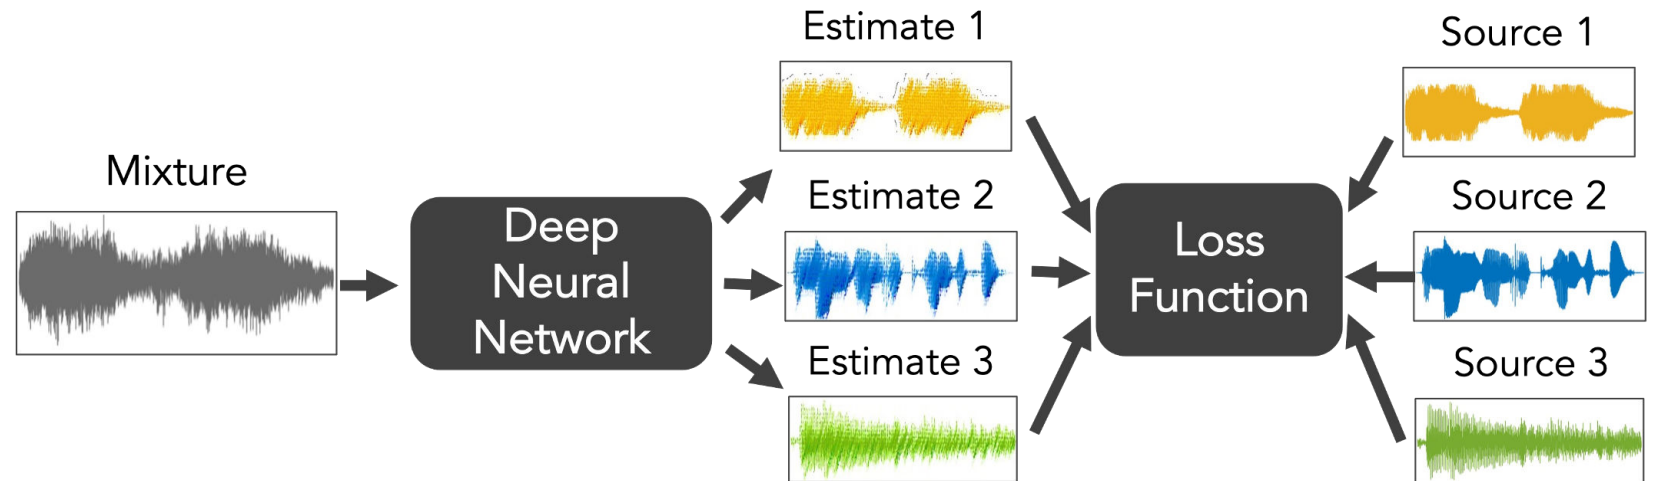 Mixture
Deep
Neural
Network
Estimate 1
Estimate 2
Estimate 3
Loss
Function
Source 1
Source 2
Source 3